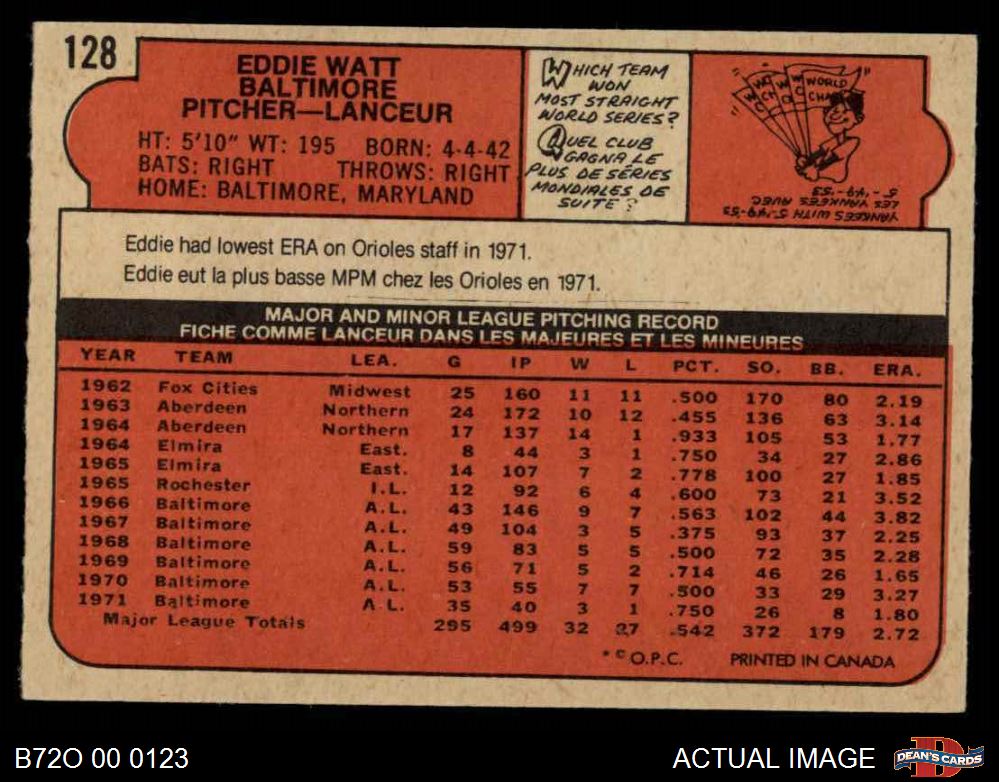 128
EDDIE WATT
BALTIMORE
PITCHER—LANCEUR
HT: 5'10" WT: 195 BORN: 4-4-42
BATS: RIGHT THROWS: RIGHT
HOME: BALTIMORE, MARYLAND
WHICH TEAM
WON
MOST STRAIGHT
WORLD SERIES?
QUEL CLUB
GAGNA LE
PLUS DE SÉRIES
MONDIALES DE
SUITE?
WC WC WC WC WORLD
CHAMPS
YANKEES WITH 5-'49-'53
LES YANKEES AVEC
5-'49-'53
Eddie had lowest ERA on Orioles staff in 1971.
Eddie eut la plus basse MPM chez les Orioles en 1971.
MAJOR AND MINOR LEAGUE PITCHING RECORD
FICHE COMME LANCEUR DANS LES MAJEURES ET LES MINEURES
YEAR TEAM LEA. G IP W L PCT. SO. BB. ERA.
1962 Fox Cities Midwest 25 160 11 11 .500 170 80 2.19
1963 Aberdeen Northern 24 172 10 12 .455 136 63 3.14
1964 Aberdeen Northern 17 137 14 1 .933 105 53 1.77
1964 Elmira East. 8 44 3 1 .750 34 27 2.86
1965 Elmira East. 14 107 7 2 .778 100 27 1.85
1965 Rochester I.L. 12 92 6 4 .600 73 21 3.52
1966 Baltimore A.L. 43 146 9 7 .563 102 44 3.82
1967 Baltimore A.L. 49 104 3 5 .375 93 37 2.25
1968 Baltimore A.L. 59 83 5 5 .500 72 35 2.28
1969 Baltimore A.L. 56 71 5 2 .714 46 26 1.65
1970 Baltimore A.L. 53 55 7 7 .500 33 29 3.27
1971 Baltimore A.L. 35 40 3 1 .750 26 8 1.80
Major League Totals 295 499 32 27 .542 372 179 2.72
* © O.P.C. PRINTED IN CANADA
B72O 00 0123
ACTUAL IMAGE
DEAN'S CARDS